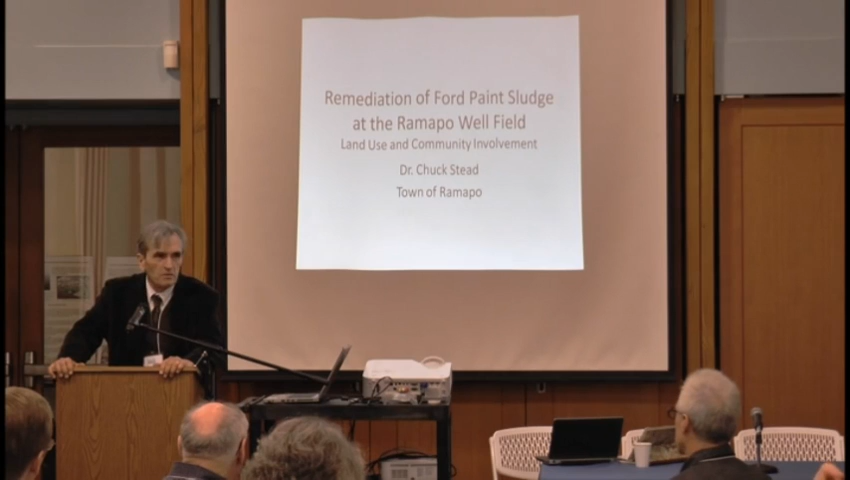 Remediation of Ford Paint Sludge
at the Ramapo Well Field
Land Use and Community Involvement
Dr. Chuck Stead
Town of Ramapo